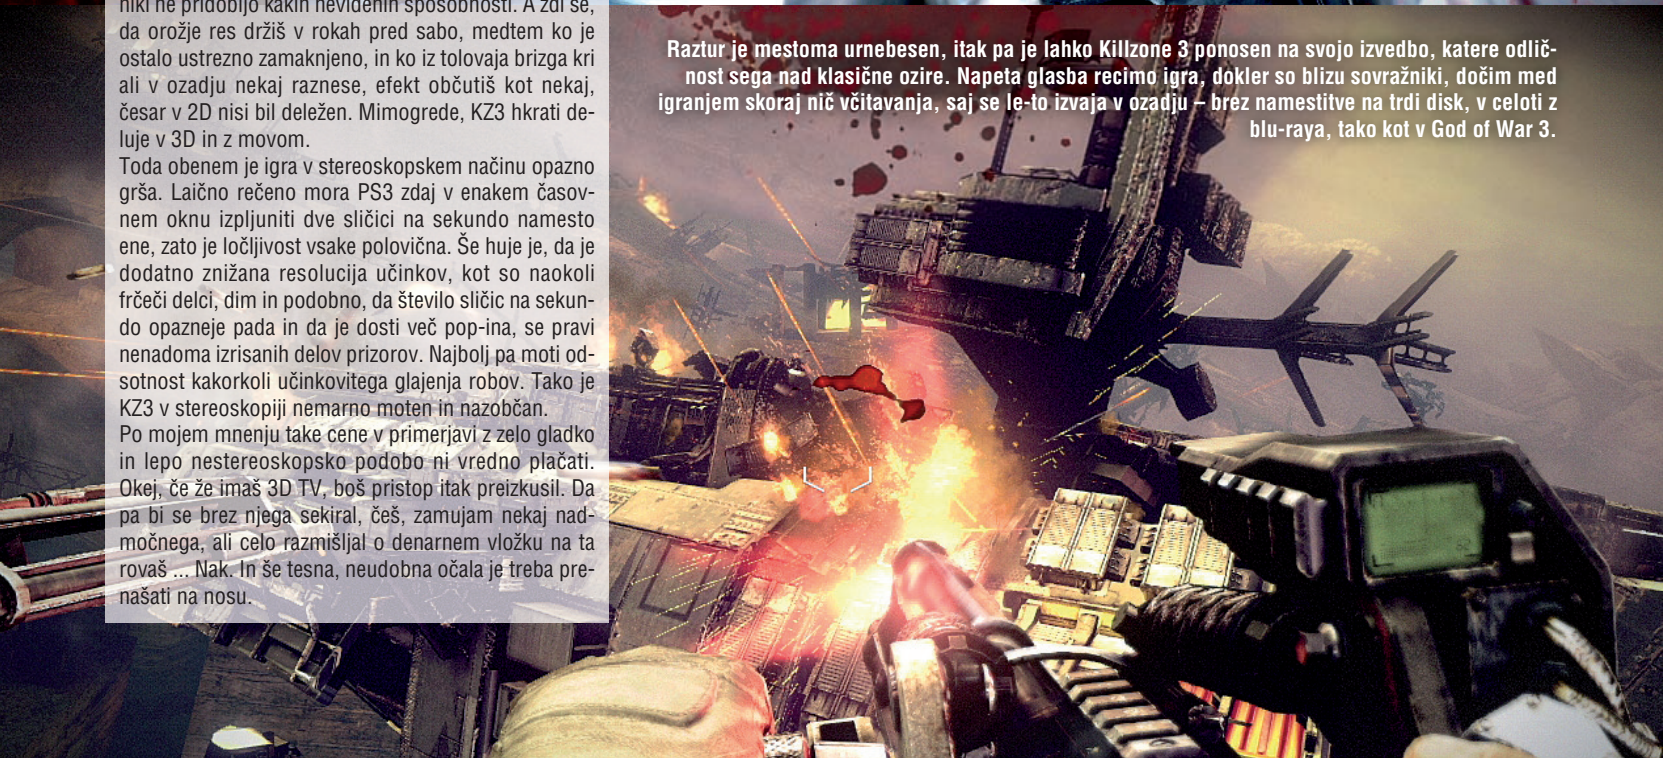 niki ne pridobijo kakih nevidenih sposobnosti. A zdi se,
da orožje res držiš v rokah pred sabo, medtem ko je
ostalo ustrezno zamaknjeno, in ko iz tolovaja brizga kri
ali v ozadju nekaj raznese, efekt občutiš kot nekaj,
česar v 2D nisi bil deležen. Mimogrede, KZ3 hkrati de-
luje v 3D in z movom.
Toda obenem je igra v stereoskopskem načinu opazno
grša. Laično rečeno mora PS3 zdaj v enakem časov-
nem oknu izpljuniti dve sličici na sekundo namesto
ene, zato je ločljivost vsake polovična. Še huje je, da je
dodatno znižana resolucija učinkov, kot so naokoli
frčeči delci, dim in podobno, da število sličic na sekun-
do opazneje pada in da je dosti več pop-ina, se pravi
nenadoma izrisanih delov prizorov. Najbolj pa moti od-
sotnost kakorkoli učinkovitega glajenja robov. Tako je
KZ3 v stereoskopiji nemarno moten in nazobčan.
Po mojem mnenju take cene v primerjavi z zelo gladko
in lepo nestereoskopsko podobo ni vredno plačati.
Okej, če že imaš 3D TV, boš pristop itak preizkusil. Da
pa bi se brez njega sekiral, češ, zamujam nekaj nad-
močnega, ali celo razmišljal o denarnem vložku na ta
rovaš ... Nak. In še tesna, neudobna očala je treba pre-
našati na nosu.
Raztur je mestoma urnebesen, itak pa je lahko Killzone 3 ponosen na svojo izvedbo, katere odlič-
nost sega nad klasične ozire. Napeta glasba recimo igra, dokler so blizu sovražniki, dočim med
igranjem skoraj nič včitavanja, saj se le-to izvaja v ozadju – brez namestitve na trdi disk, v celoti z
blu-raya, tako kot v God of War 3.